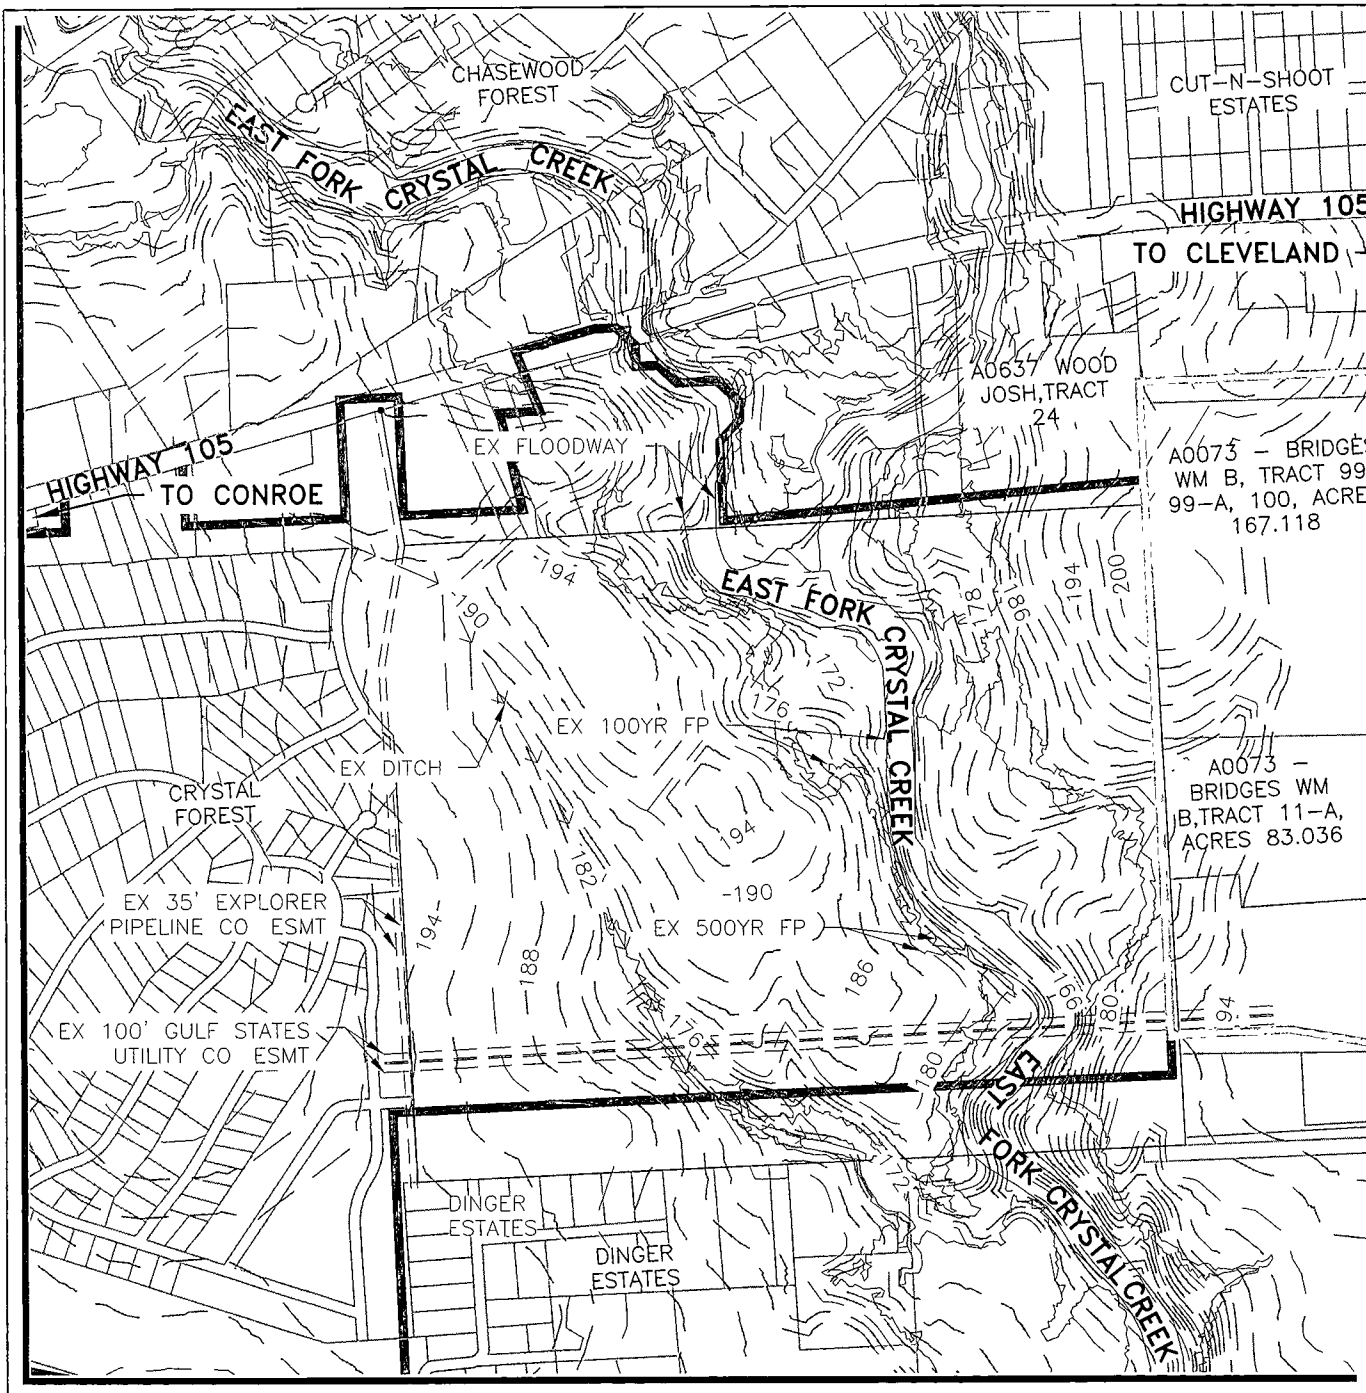 CHASEWOOD
FOREST
CUT-N-SHOOT
ESTATES
EAST FORK CRYSTAL CREEK
HIGHWAY 105
TO CLEVELAND
A0637 WOOD
JOSH,TRACT
24
EX FLOODWAY
HIGHWAY 105
TO CONROE
A0073 - BRIDGES
WM B, TRACT 99
99-A, 100, ACRE
167.118
194
190
EAST FORK CRYSTAL CREEK
178
186
194
200
172
176
EX 100YR FP
EX DITCH
CRYSTAL
FOREST
A0073 -
BRIDGES WM
B,TRACT 11-A,
ACRES 83.036
194
182
-190
EX 35' EXPLORER
PIPELINE CO ESMT
EX 500YR FP
194
188
186
166
180
194
EX 100' GULF STATES
UTILITY CO ESMT
176
180
EAST FORK CRYSTAL CREEK
172
DINGER
ESTATES
DINGER
ESTATES